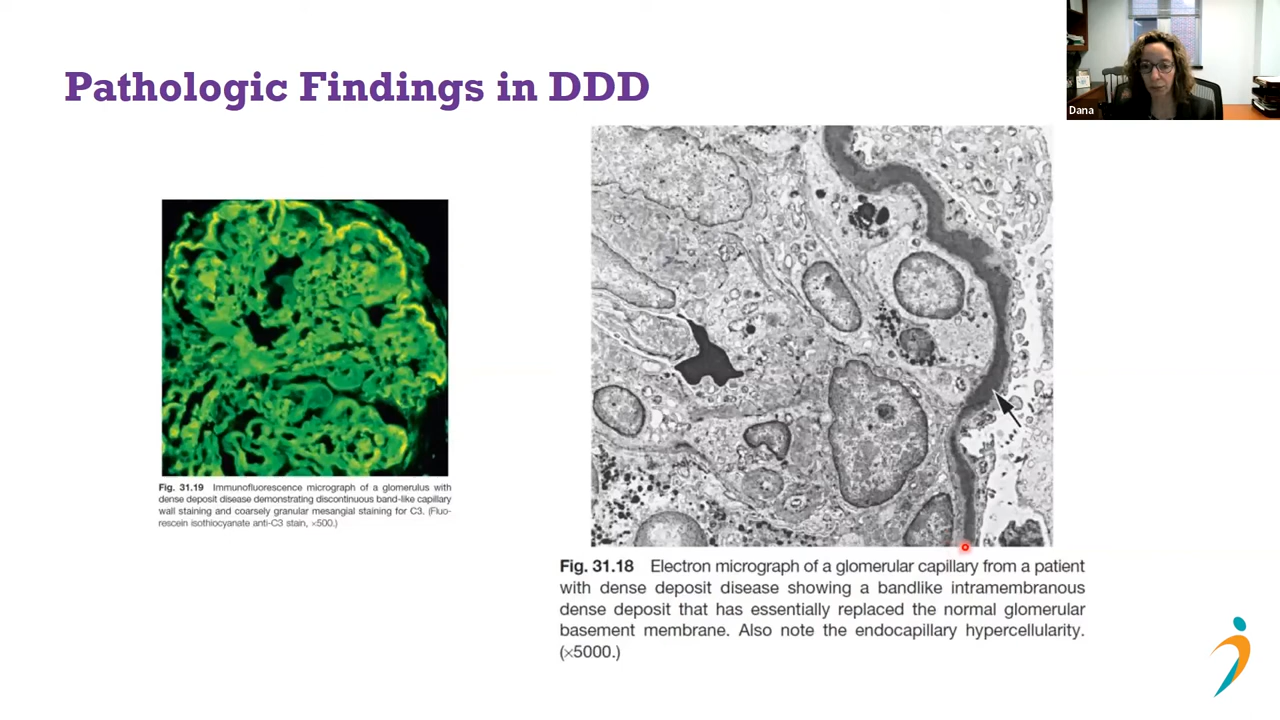 Pathologic Findings in DDD
Dana
Fig. 31.19 Immunofluorescence micrograph of a glomerulus with
dense deposit disease demonstrating discontinuous band-like capillary
wall staining and coarsely granular mesangial staining for C3. (Fluo-
rescein isothiocyanate anti-C3 stain, ×500.)
Fig. 31.18 Electron micrograph of a glomerular capillary from a patient
with dense deposit disease showing a bandlike intramembranous
dense deposit that has essentially replaced the normal glomerular
basement membrane. Also note the endocapillary hypercellularity.
(×5000.)